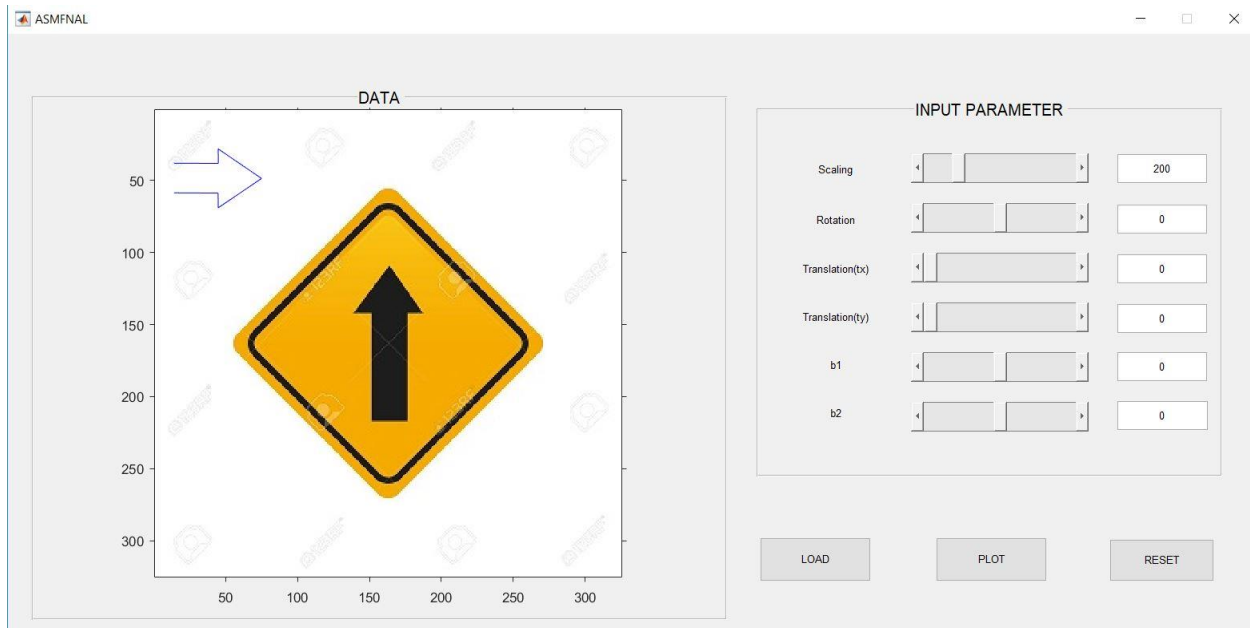 ASMFNAL
DATA
50
100
150
200
250
300
50 100 150 200 250 300
INPUT PARAMETER
Scaling 200
Rotation 0
Translation(tx) 0
Translation(ty) 0
b1 0
b2 0
LOAD PLOT RESET